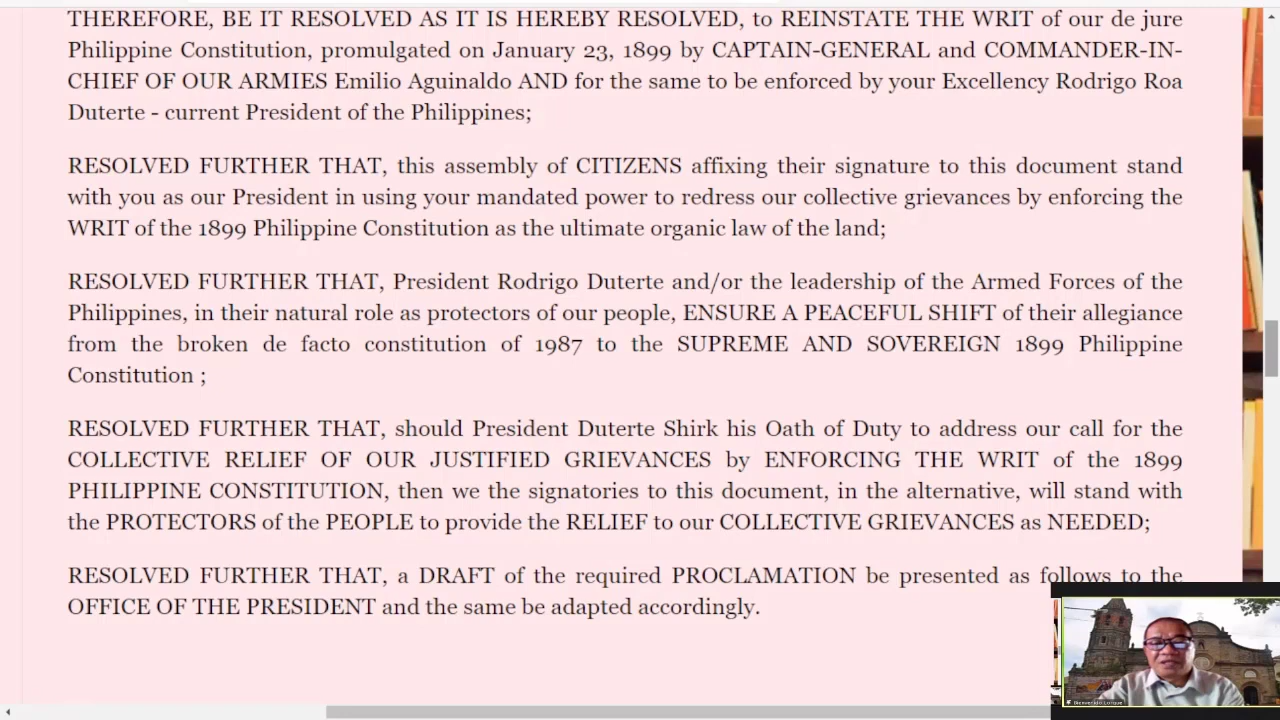 THEREFORE, BE IT RESOLVED AS IT IS HEREBY RESOLVED, to REINSTATE THE WRIT of our de jure
Philippine Constitution, promulgated on January 23, 1899 by CAPTAIN-GENERAL and COMMANDER-IN-
CHIEF OF OUR ARMIES Emilio Aguinaldo AND for the same to be enforced by your Excellency Rodrigo Roa
Duterte - current President of the Philippines;
RESOLVED FURTHER THAT, this assembly of CITIZENS affixing their signature to this document stand
with you as our President in using your mandated power to redress our collective grievances by enforcing the
WRIT of the 1899 Philippine Constitution as the ultimate organic law of the land;
RESOLVED FURTHER THAT, President Rodrigo Duterte and/or the leadership of the Armed Forces of the
Philippines, in their natural role as protectors of our people, ENSURE A PEACEFUL SHIFT of their allegiance
from the broken de facto constitution of 1987 to the SUPREME AND SOVEREIGN 1899 Philippine
Constitution ;
RESOLVED FURTHER THAT, should President Duterte Shirk his Oath of Duty to address our call for the
COLLECTIVE RELIEF OF OUR JUSTIFIED GRIEVANCES by ENFORCING THE WRIT of the 1899
PHILIPPINE CONSTITUTION, then we the signatories to this document, in the alternative, will stand with
the PROTECTORS of the PEOPLE to provide the RELIEF to our COLLECTIVE GRIEVANCES as NEEDED;
RESOLVED FURTHER THAT, a DRAFT of the required PROCLAMATION be presented as follows to the
OFFICE OF THE PRESIDENT and the same be adapted accordingly.
Bienvenido